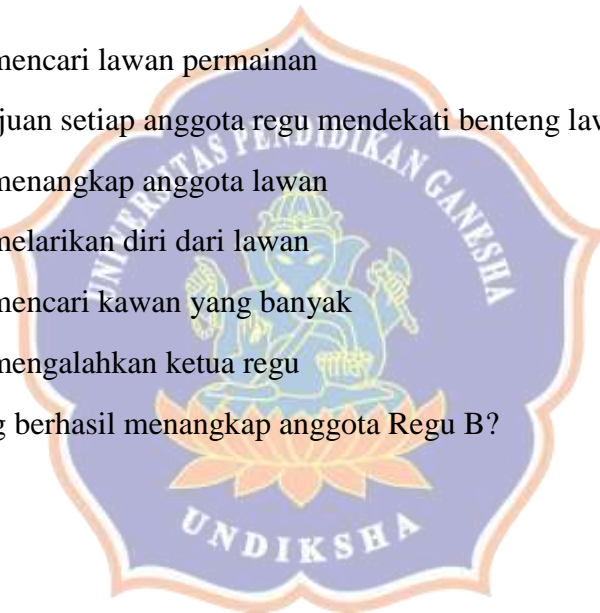 mencari lawan permainan
juan setiap anggota regu mendekati benteng law
menangkap anggota lawan
melarikan diri dari lawan
mencari kawan yang banyak
mengalahkan ketua regu
g berhasil menangkap anggota Regu B?
UNIVERSITAS PENDIDIKAN GANESHA
UNDIKSHA